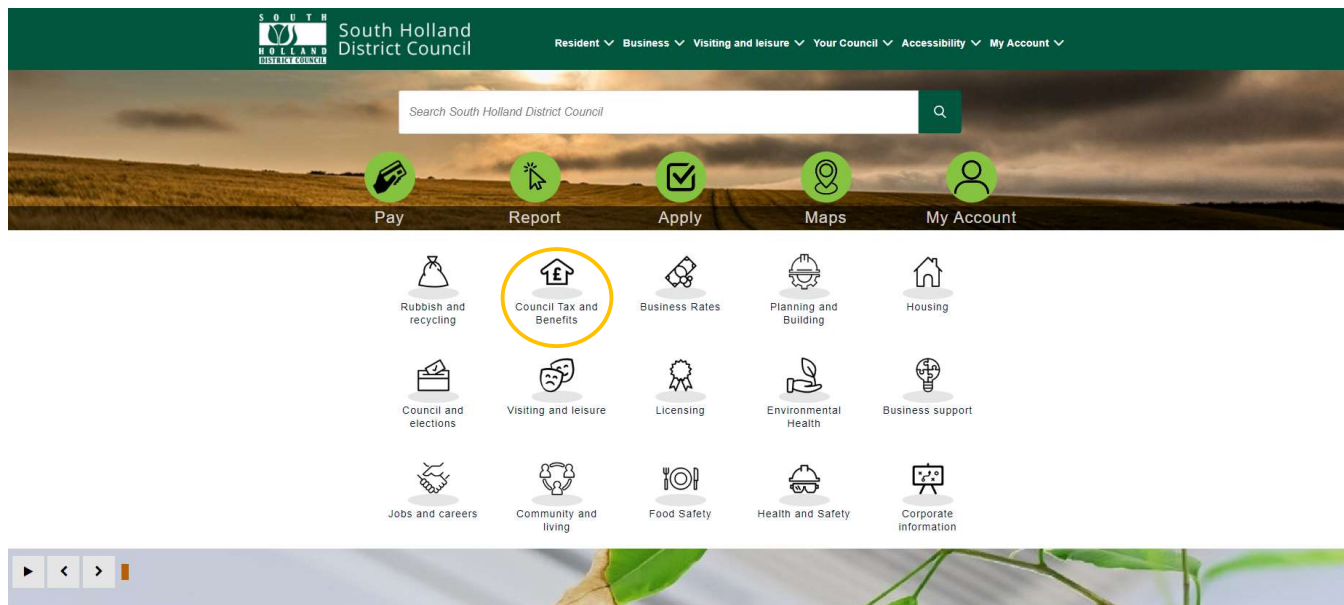 SOUTH
HOLLAND
DISTRICT COUNCIL
South Holland
District Council
Resident Business Visiting and leisure Your Council Accessibility My Account
Search South Holland District Council
Pay Report Apply Maps My Account
£
Rubbish and
recycling
Council Tax and
Benefits
Business Rates
Planning and
Building
Housing
Council and
elections
Visiting and leisure
Licensing
Environmental
Health
Business support
Jobs and careers
Community and
living
Food Safety
Health and Safety
Corporate
information